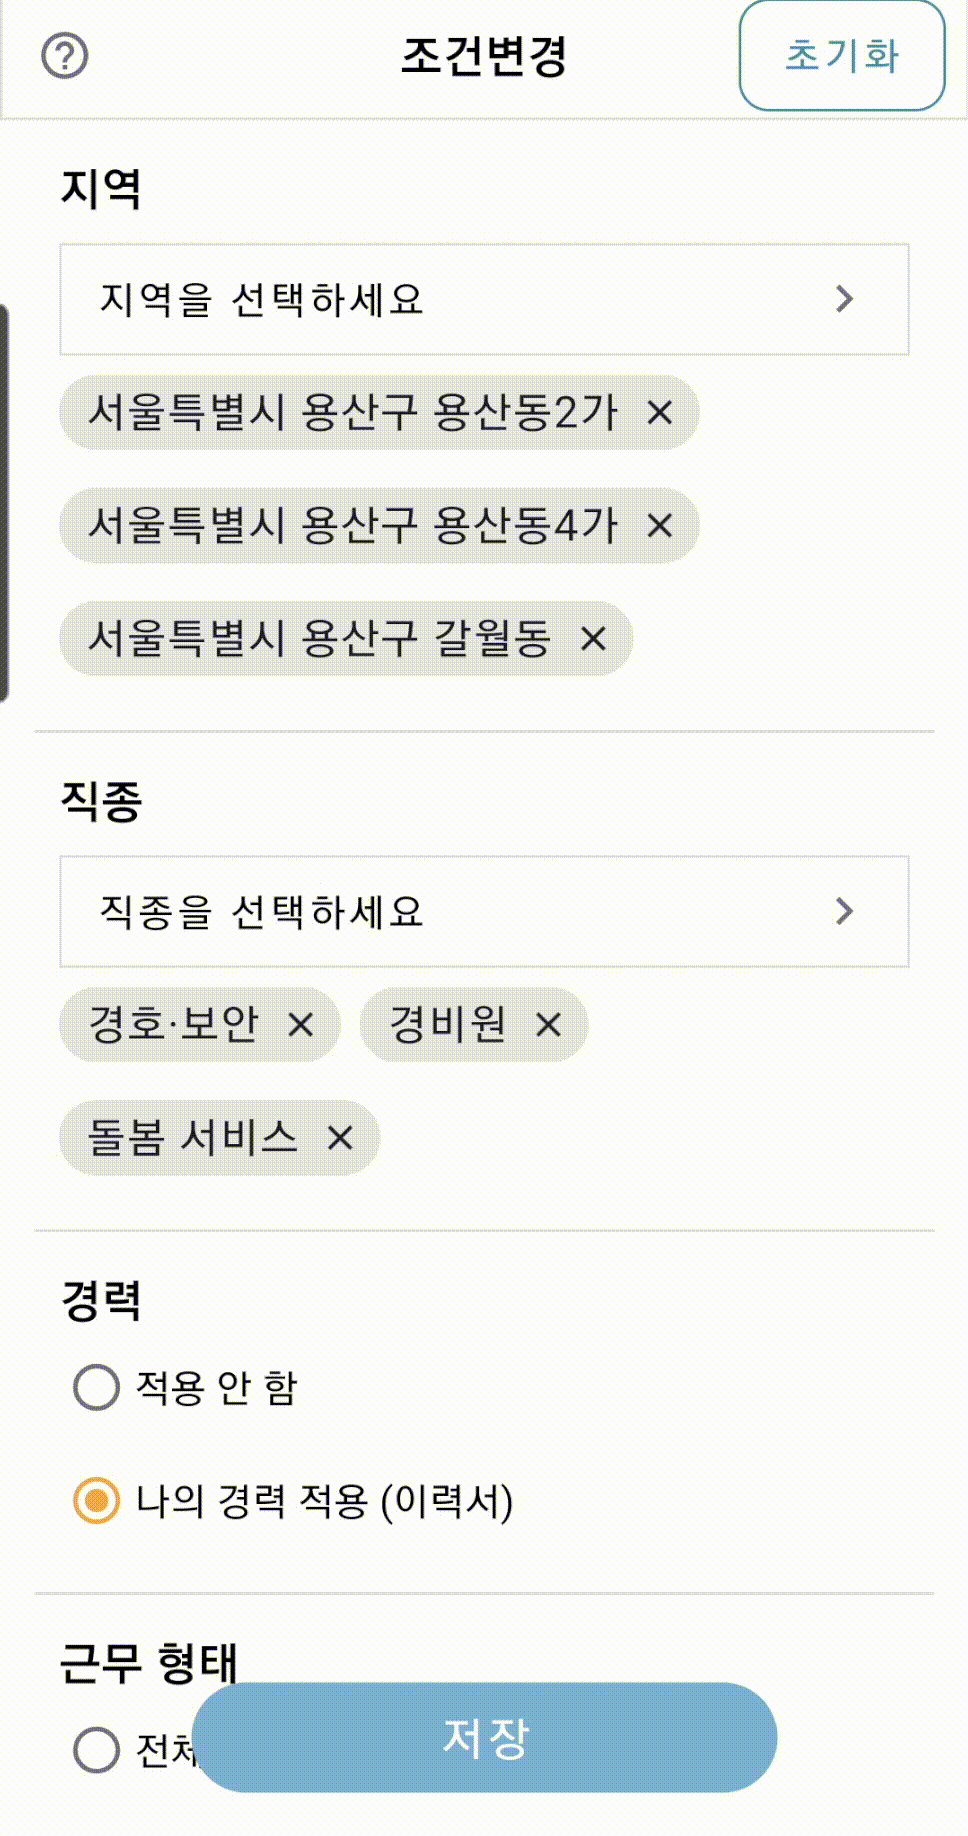 조건변경 초기화
지역
지역을 선택하세요
서울특별시 용산구 용산동2가 ×
서울특별시 용산구 용산동4가 ×
서울특별시 용산구 갈월동 ×
직종
직종을 선택하세요
경호·보안 × 경비원 ×
돌봄 서비스 ×
경력
적용 안 함
나의 경력 적용 (이력서)
근무 형태
전체
저장